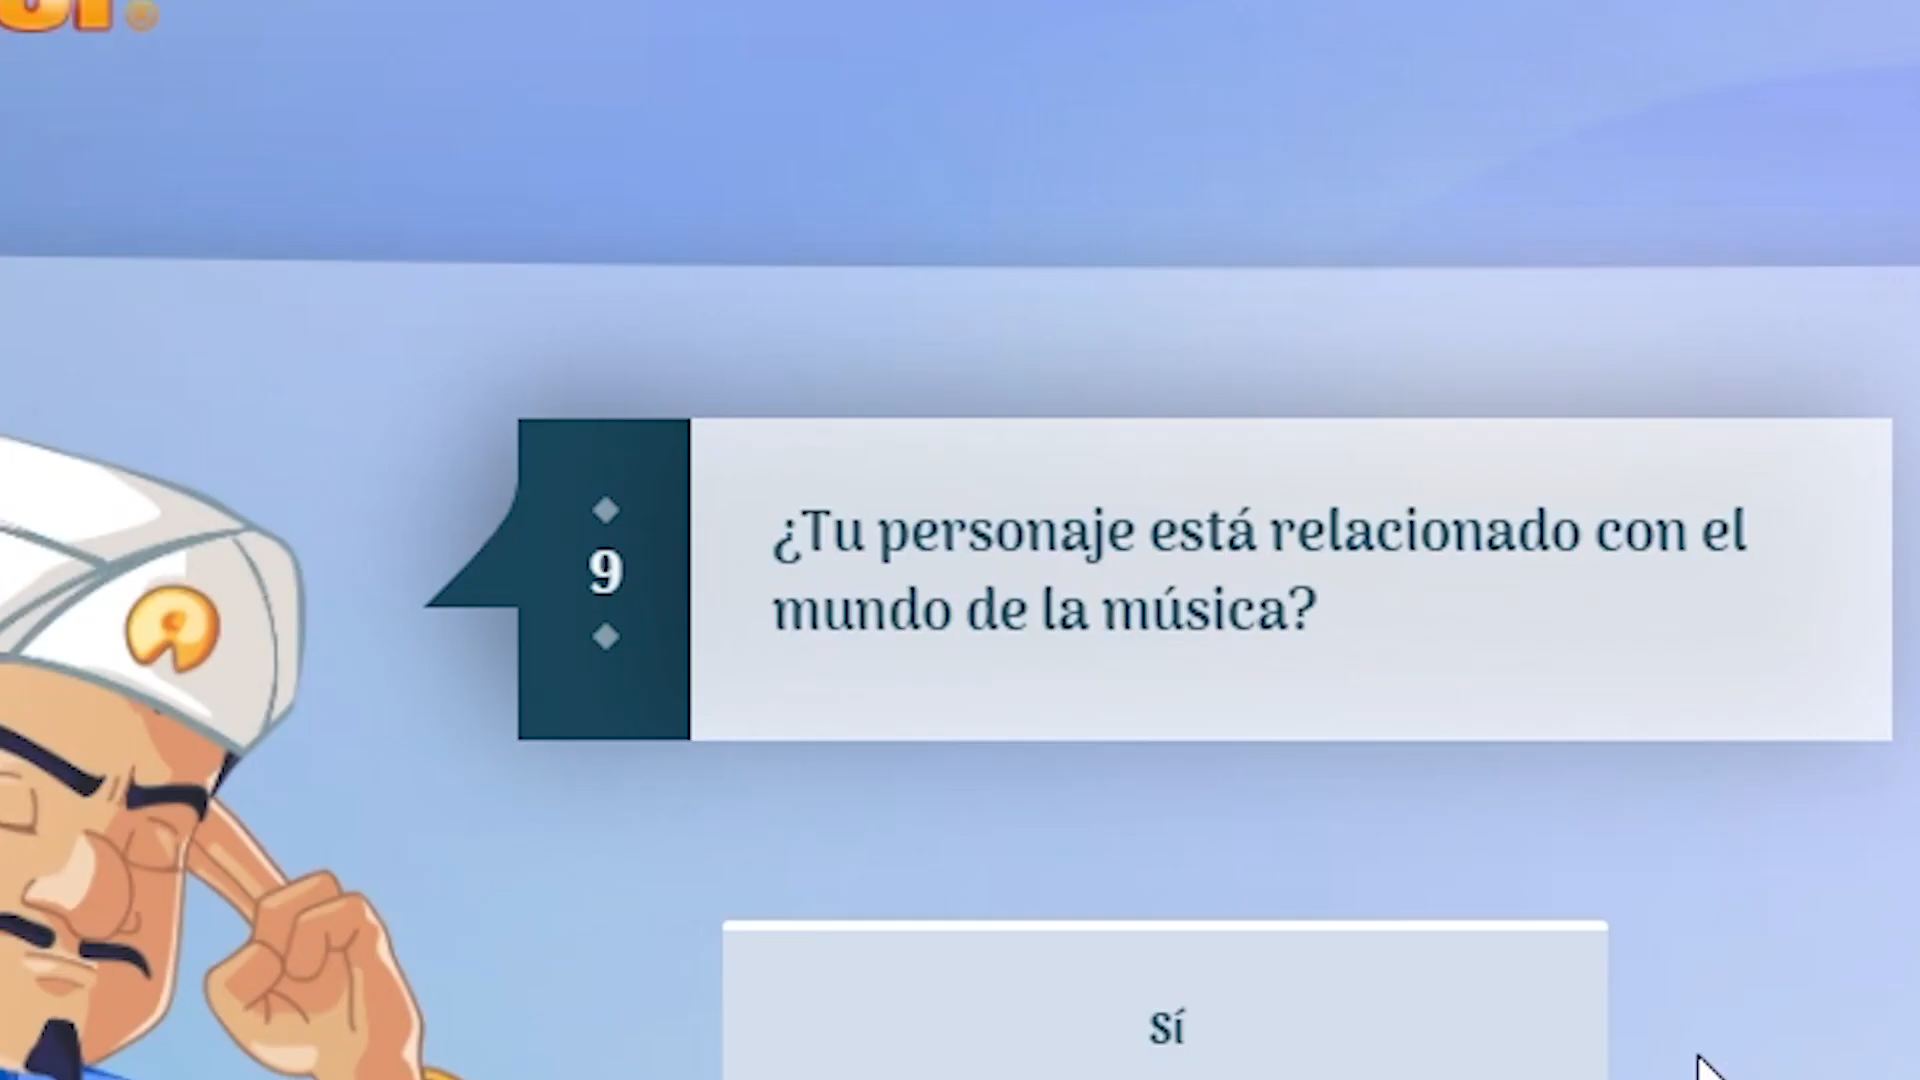 9
¿Tu personaje está relacionado con el
mundo de la música?
Sí